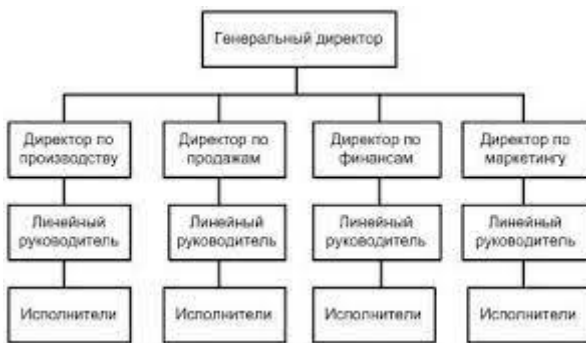 Генеральный директор
Директор по
производству
Директор по
продажам
Директор по
финансам
Директор по
маркетингу
Линейный
руководитель
Линейный
руководитель
Линейный
руководитель
Линейный
руководитель
Исполнители
Исполнители
Исполнители
Исполнители